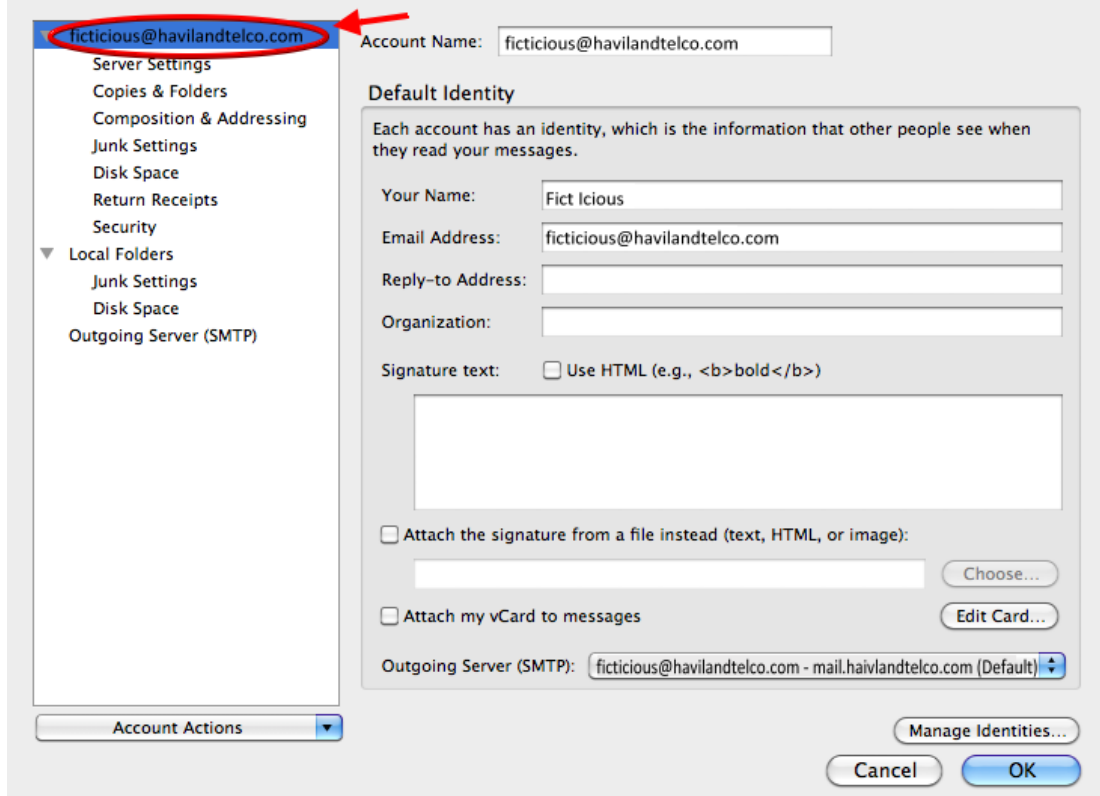 ficticious@havilandtelco.com
Server Settings
Copies & Folders
Composition & Addressing
Junk Settings
Disk Space
Return Receipts
Security
Local Folders
Junk Settings
Disk Space
Outgoing Server (SMTP)
Account Actions
Account Name: ficticious@havilandtelco.com
Default Identity
Each account has an identity, which is the information that other people see when
they read your messages.
Your Name: Fict Icious
Email Address: ficticious@havilandtelco.com
Reply-to Address:
Organization:
Signature text: Use HTML (e.g., <b>bold</b>)
Attach the signature from a file instead (text, HTML, or image):
Choose...
Attach my vCard to messages Edit Card...
Outgoing Server (SMTP): ficticious@havilandtelco.com - mail.haivlandtelco.com (Default)
Manage Identities...
Cancel OK